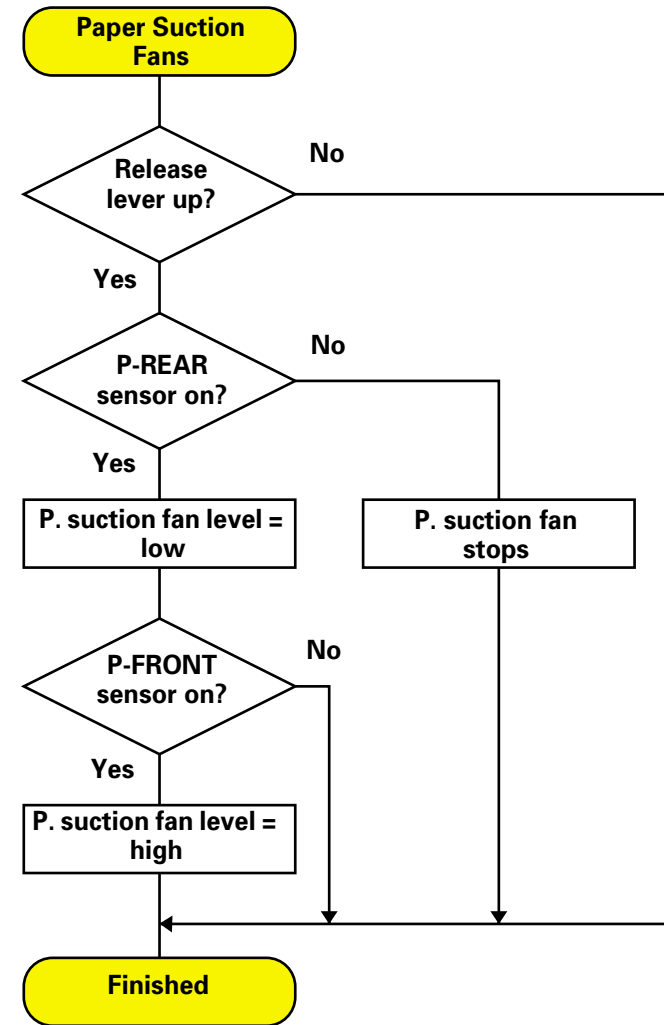 Paper Suction
Fans
No
Release
lever up?
Yes
No
P-REAR
sensor on?
Yes
P. suction fan level =
low
P. suction fan
stops
No
P-FRONT
sensor on?
Yes
P. suction fan level =
high
Finished